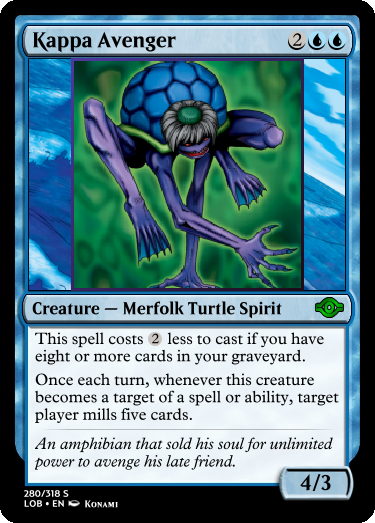 Kappa Avenger 2
Creature — Merfolk Turtle Spirit
This spell costs 2 less to cast if you have
eight or more cards in your graveyard.
Once each turn, whenever this creature
becomes a target of a spell or ability, target
player mills five cards.
An amphibian that sold his soul for unlimited
power to avenge his late friend.
4/3
280/318 S
LOB • EN Konami